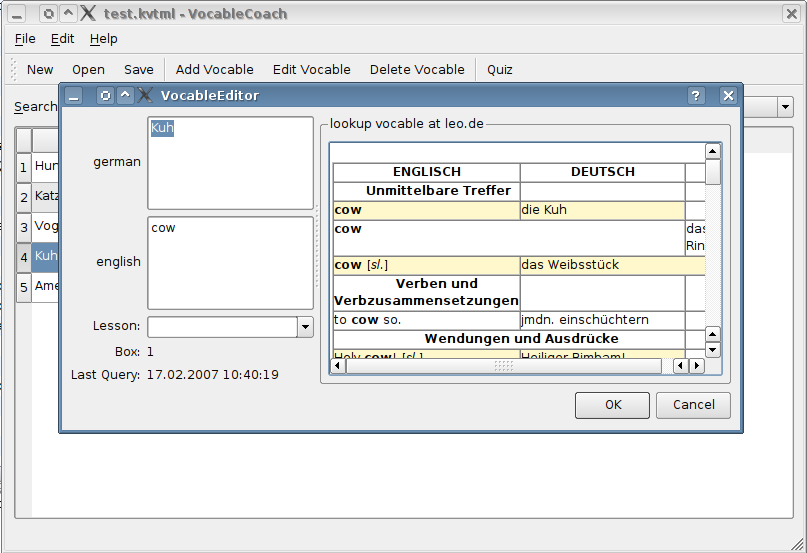 test.kvtml - VocableCoach
File Edit Help
New Open Save Add Vocable Edit Vocable Delete Vocable Quiz
Search
1 Hun
2 Katz
3 Vog
4 Kuh
5 Ame
VocableEditor
german
Kuh
english
cow
Lesson:
Box: 1
Last Query: 17.02.2007 10:40:19
lookup vocable at leo.de
ENGLISCH DEUTSCH
Unmittelbare Treffer
cow die Kuh
cow das
Rin
cow [sl.] das Weibsstück
Verben und
Verbzusammensetzungen
to cow so. jmdn. einschüchtern
Wendungen und Ausdrücke
Holy cow! [sl.] Heiliger Bimbam!
OK Cancel